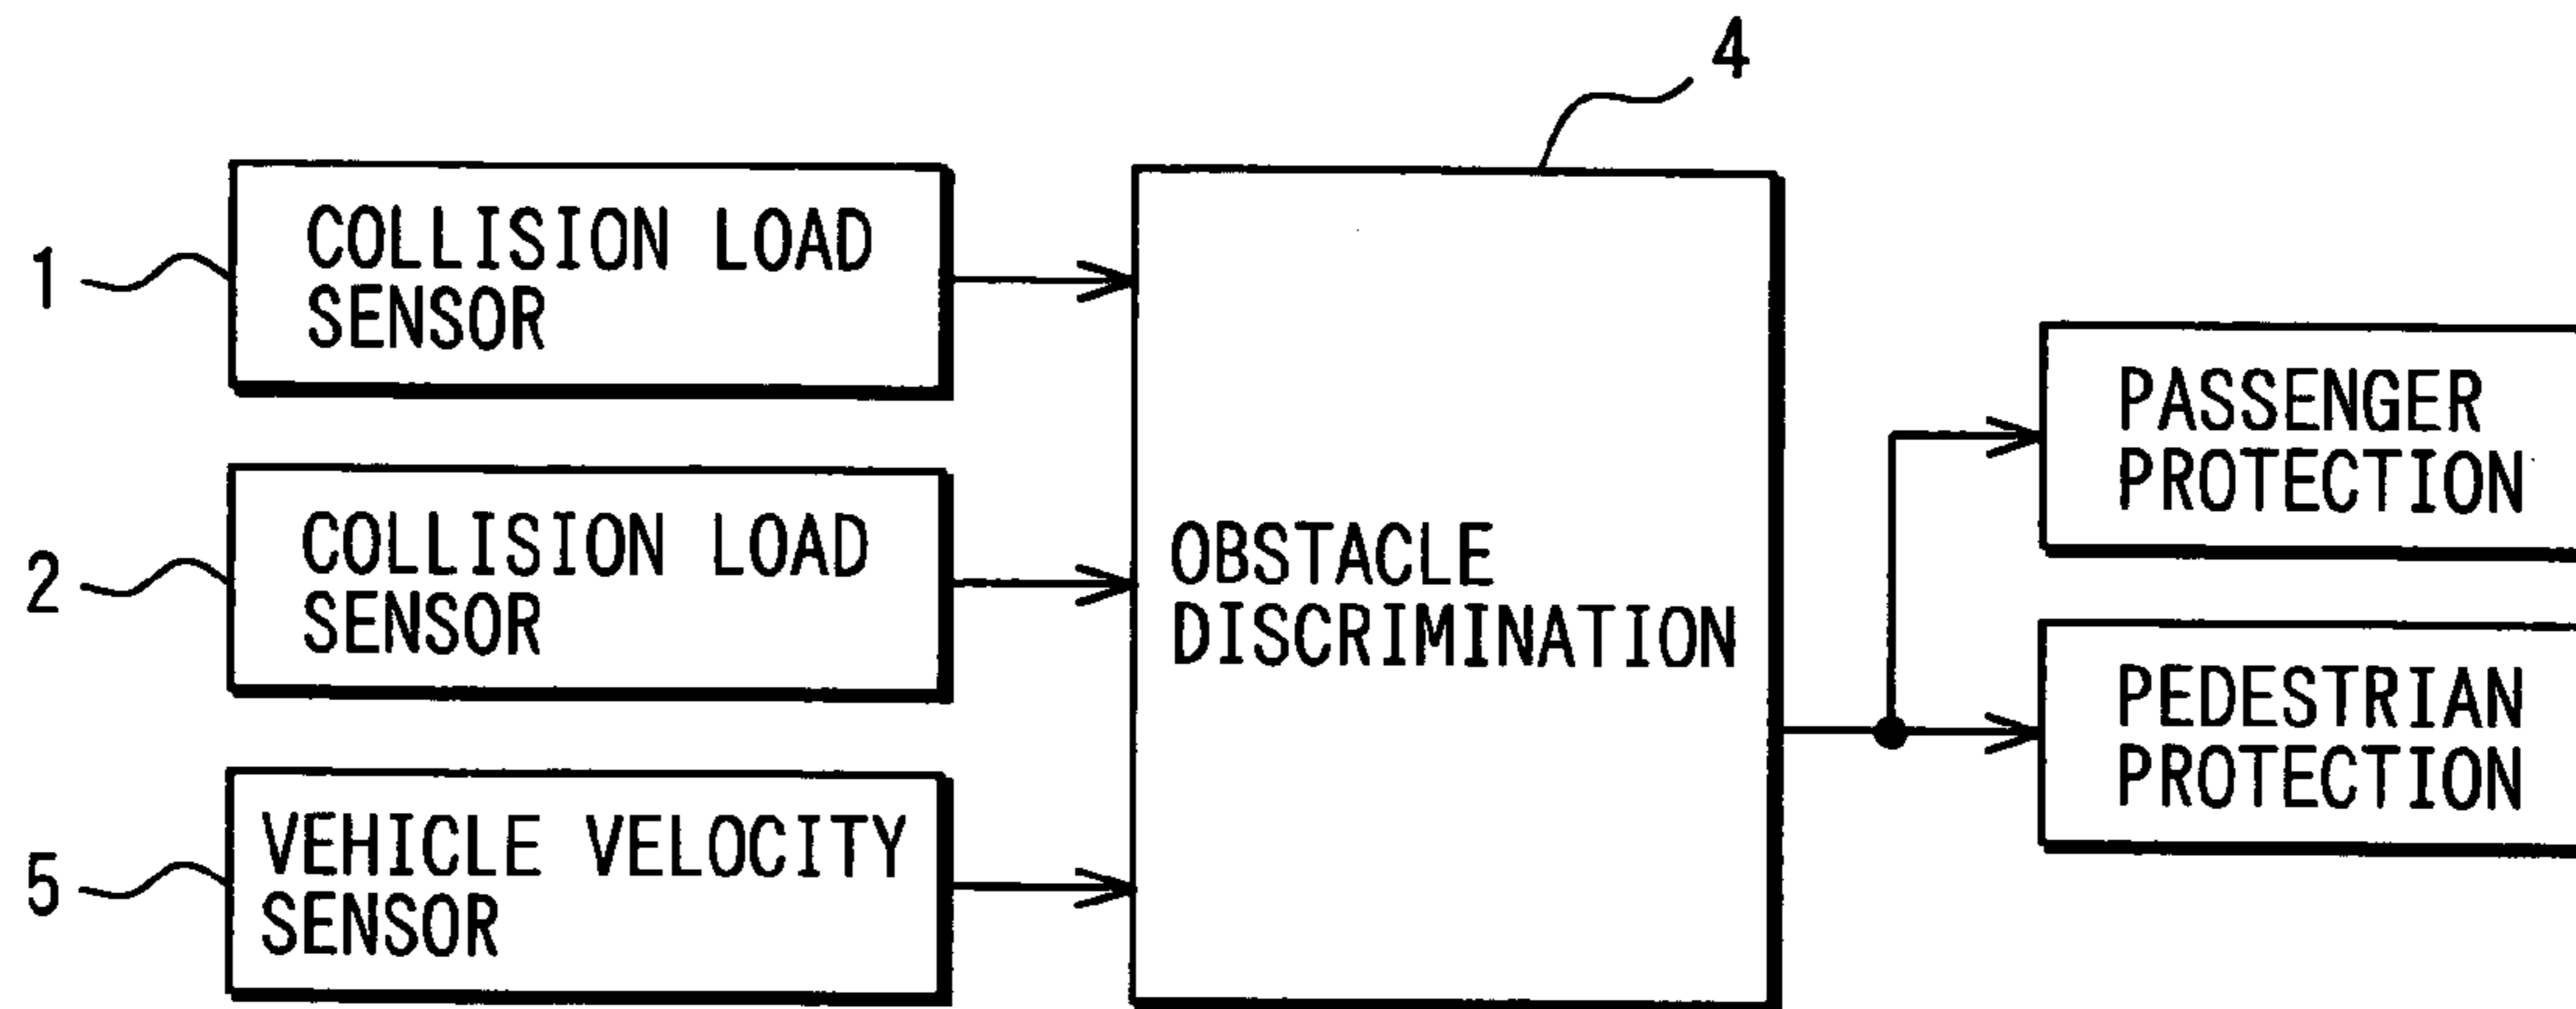 4
1
COLLISION LOAD
SENSOR
2
COLLISION LOAD
SENSOR
5
VEHICLE VELOCITY
SENSOR
OBSTACLE
DISCRIMINATION
PASSENGER
PROTECTION
PEDESTRIAN
PROTECTION